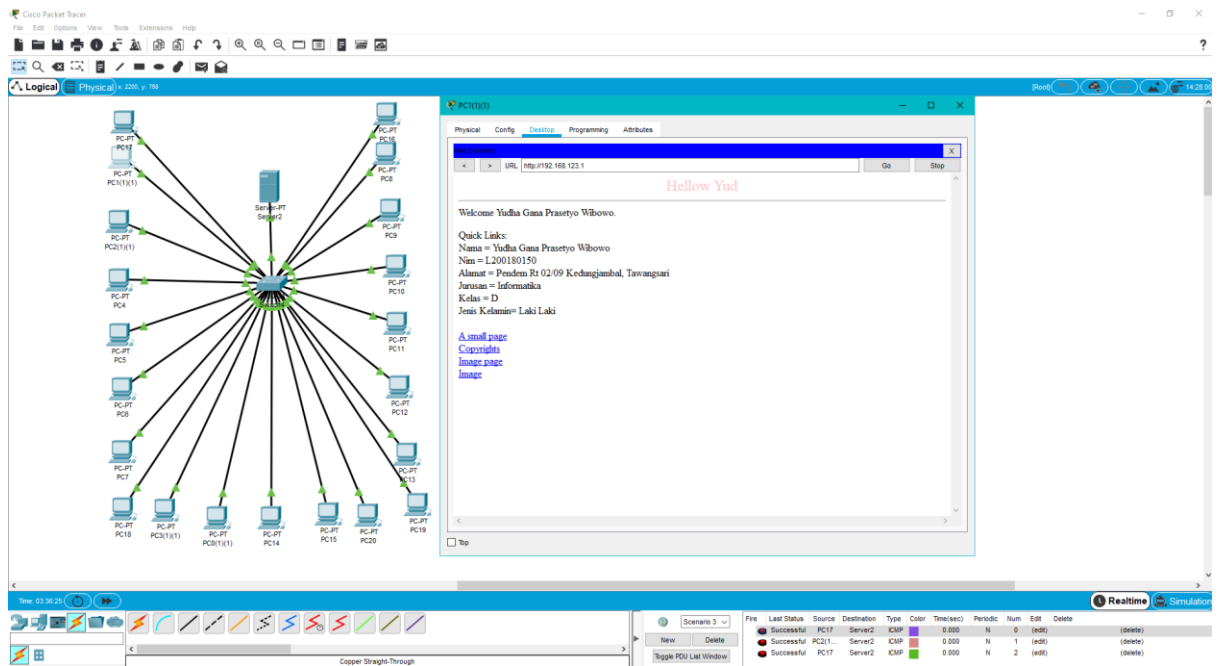 Cisco Packet Tracer
File Edit Options View Tools Extensions Help
?
Logical Physical x: 2200, y: 768 [Root] 14:28:00
PC-PT
PC17
PC-PT
PC1(1)(1)
PC-PT
PC2(1)(1)
PC-PT
PC4
PC-PT
PC5
PC-PT
PC6
PC-PT
PC7
PC-PT
PC18
PC-PT
PC3(1)(1)
PC-PT
PC0(1)(1)
PC-PT
PC14
PC-PT
PC15
PC-PT
PC20
PC-PT
PC19
PC-PT
PC13
PC-PT
PC12
PC-PT
PC11
PC-PT
PC10
PC-PT
PC9
PC-PT
PC8
PC-PT
PC16
Server-PT
Server2
PC1(1)(1)
Physical Config Desktop Programming Attributes
X
< > URL http://192.168.123.1 Go Stop
Hellow Yud
Welcome Yudha Gana Prasetyo Wibowo.
Quick Links:
Nama = Yudha Gana Prasetyo Wibowo
Nim = L200180150
Alamat = Pendem Rt 02/09 Kedungjambal, Tawangsari
Jurusan = Informatika
Kelas = D
Jenis Kelamin= Laki Laki
A small page
Copyrights
Image page
Image
Top
Time: 03:36:25 Realtime Simulation
Scenario 3
New Delete
Toggle PDU List Window
Fire Last Status Source Destination Type Color Time(sec) Periodic Num Edit Delete
Successful PC17 Server2 ICMP 0.000 N 0 (edit) (delete)
Successful PC2(1... Server2 ICMP 0.000 N 1 (edit) (delete)
Successful PC17 Server2 ICMP 0.000 N 2 (edit) (delete)
Copper Straight-Through